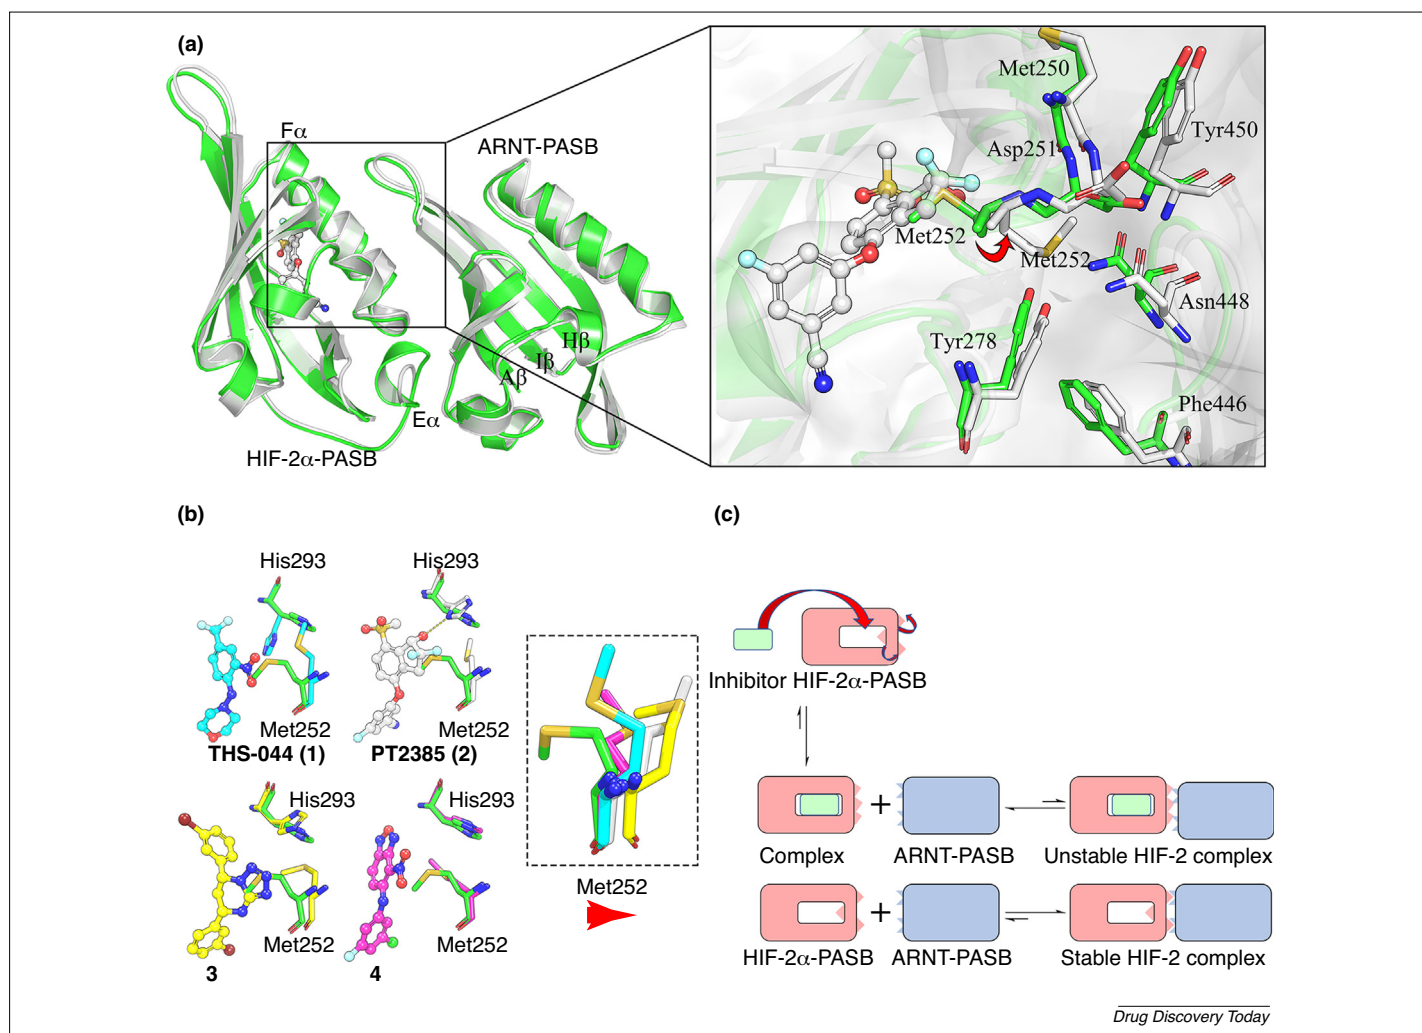 (a)
Fα
ARNT-PASB
Hβ
Iβ
Aβ
Eα
HIF-2α-PASB
Met250
Tyr450
Asp251
Met252
Met252
Asn448
Tyr278
Phe446
(b)
His293
His293
Met252
Met252
THS-044 (1)
PT2385 (2)
His293
His293
Met252
Met252
3
4
Met252
(c)
Inhibitor HIF-2α-PASB
+
Complex
ARNT-PASB
Unstable HIF-2 complex
+
HIF-2α-PASB
ARNT-PASB
Stable HIF-2 complex
Drug Discovery Today